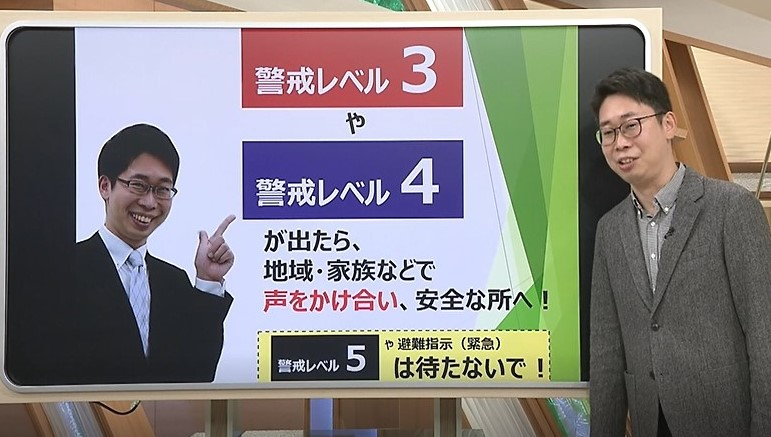 警戒レベル 3
や
警戒レベル 4
が出たら、
地域・家族などで
声をかけ合い、安全な所へ！
警戒レベル 5 や 避難指示（緊急）
は待たないで！